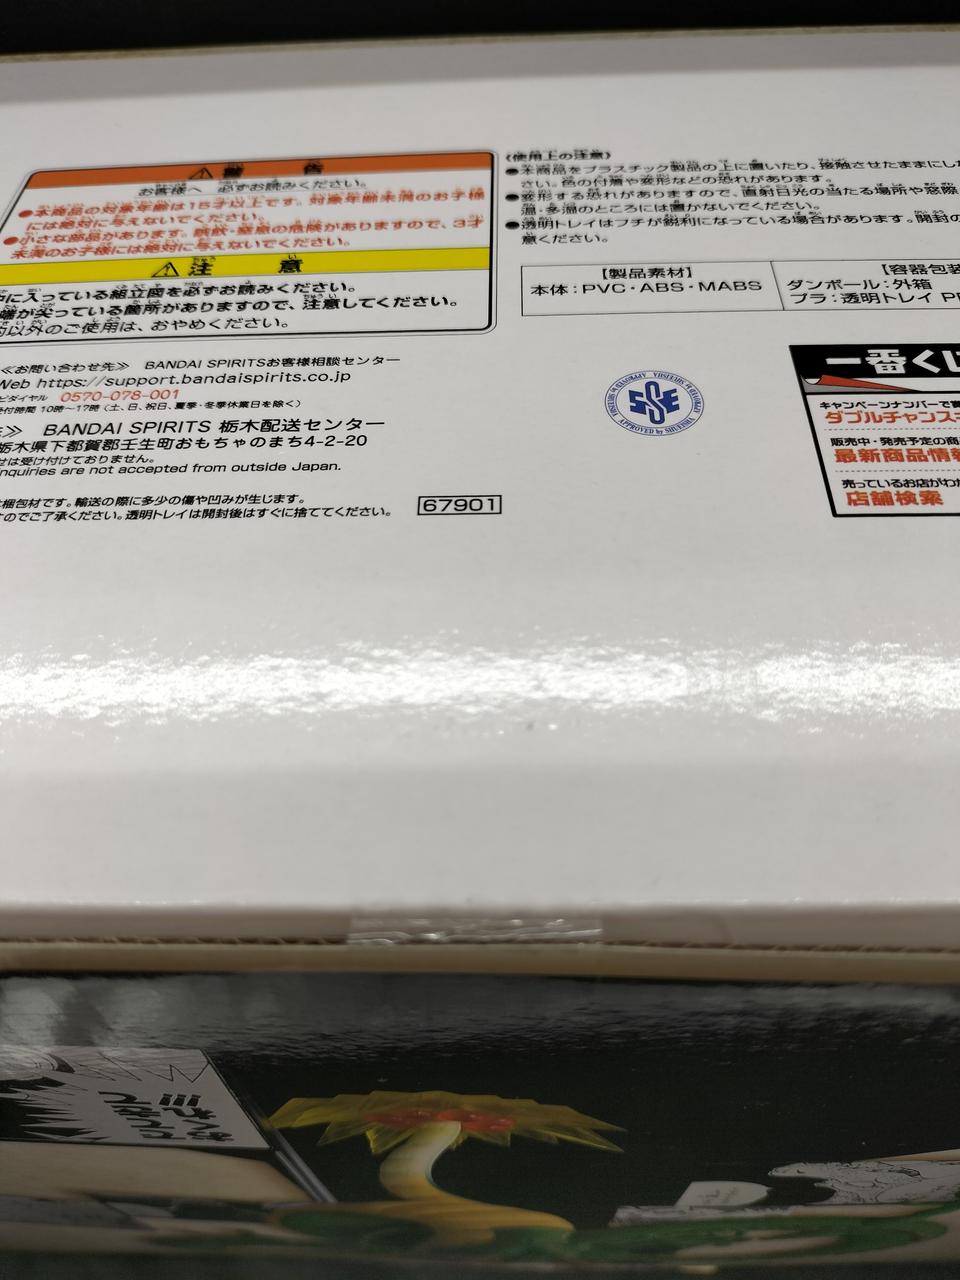 ⚠警　告
お客様へ 必ずお読みください。
●本商品の対象年齢は15才以上です。対象年齢未満のお子様
には絶対に与えないでください。
●小さな部品があります。誤飲・窒息の危険がありますので、3才
未満のお子様には絶対に与えないでください。
⚠注　意
に入っている組立図を必ずお読みください。
端が尖っている箇所がありますので、注意してください。
以外のご使用は、おやめください。
≪お問い合わせ先≫ BANDAI SPIRITSお客様相談センター
Web https://support.bandaispirits.co.jp
ビダイヤル 0570-078-001
付時間 10時〜17時(土、日、祝日、夏季・冬季休業日を除く)
≫ BANDAI SPIRITS 栃木配送センター
栃木県下都賀郡壬生町おもちゃのまち4-2-20
せは受け付けておりません。
nquiries are not accepted from outside Japan.
梱包材です。輸送の際に多少の傷や凹みが生じます。
すのでご了承ください。透明トレイは開封後はすぐに捨ててください。
67901
〈使用上の注意〉
●本商品をプラスチック製品の上に置いたり、接触させたままにし
さい。色の付着や変形などの恐れがあります。
●変形する恐れがありますので、直射日光の当たる場所や窓際
温・多湿のところには置かないでください。
●透明トレイはフチが鋭利になっている場合があります。開封の
意ください。
【製品素材】
本体：PVC・ABS・MABS
【容器包装
ダンボール：外箱
プラ：透明トレイ
SSE
APPROVED by SHUEISHA
一番くじ
キャンペーンナンバーで
ダブルチャンス
販売中・発売予定の商
最新商品情報
売っているお店がわか
店舗検索